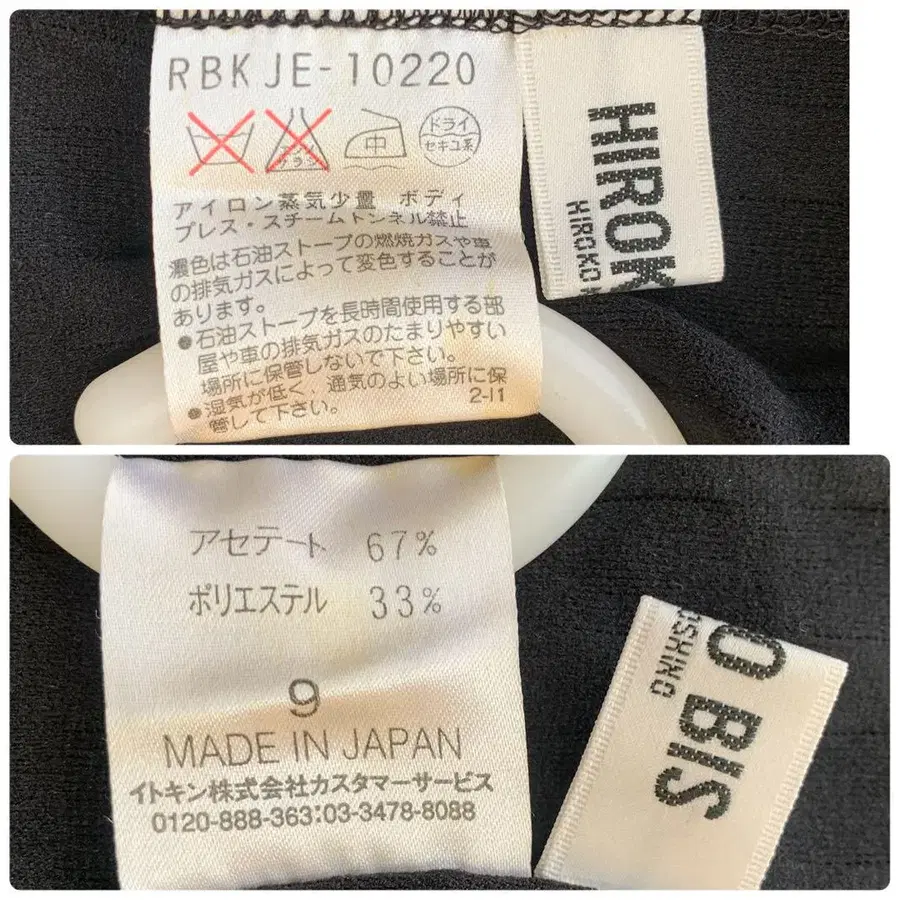 RBKJE-10220
エンソ
サラシ
中
ドライ
セキユ系
アイロン蒸気少量 ボディ
プレス・スチームトンネル禁止
濃色は石油ストーブの燃焼ガスや車
の排気ガスによって変色することが
あります。
●石油ストーブを長時間使用する部
屋や車の排気ガスのたまりやすい
場所に保管しないで下さい。
●湿気が低く、通気のよい場所に保
管して下さい。
2-I1
HIROK
HIROKO
アセテート 67%
ポリエステル 33%
9
MADE IN JAPAN
イトキン株式会社カスタマーサービス
0120-888-363:03-3478-8088
O BIS
OSHINO